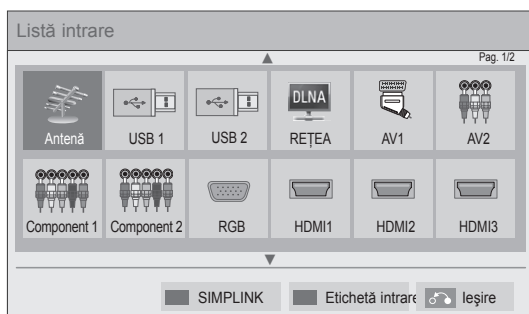 Listă intrare
Pag. 1/2
DLNA
Antenă USB 1 USB 2 REȚEA AV1 AV2
Component 1 Component 2 RGB HDMI1 HDMI2 HDMI3
SIMPLINK Etichetă intrare Ieşire